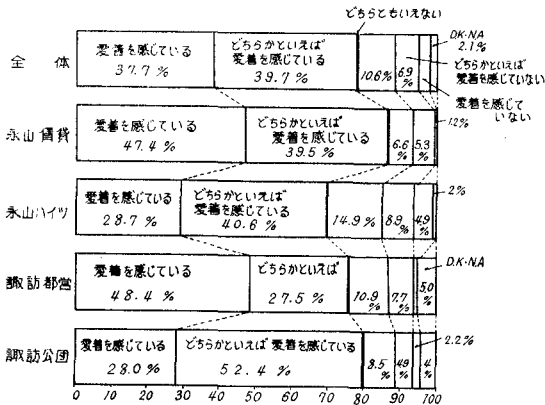 どちらともいえない
D.K・N.A
2.1%
全体
愛着を感じている
37.7%
どちらかといえば
愛着を感じている
39.7%
10.6%
6.9
%
どちらかといえば
愛着を感じていない
愛着を感じて
いない
永山賃貸
愛着を感じている
47.4%
どちらかといえば
愛着を感じている
39.5%
6.6
%
5.3
%
1.2%
永山ハイツ
愛着を感じている
28.7%
どちらかといえば
愛着を感じている
40.6%
14.9%
8.9
%
4.9
%
2%
諏訪都営
愛着を感じている
48.4%
どちらかといえば
27.5%
10.9
%
7.7
%
5.0
%
D.K・N.A
諏訪公団
愛着を感じている
28.0%
どちらかといえば愛着を感じている
52.4%
8.5
%
4.9
%
4
%
2.2%
0 10 20 30 40 50 60 70 80 90 100